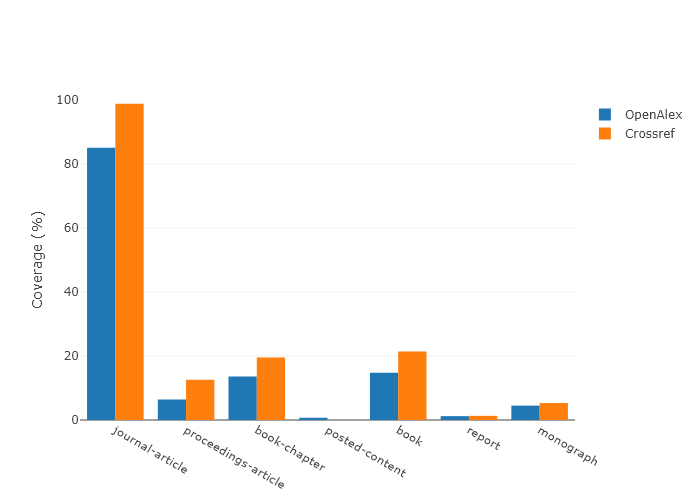 100
80
60
40
20
0
Coverage (%)
journal-article
proceedings-article
book-chapter
posted-content
book
report
monograph
OpenAlex
Crossref